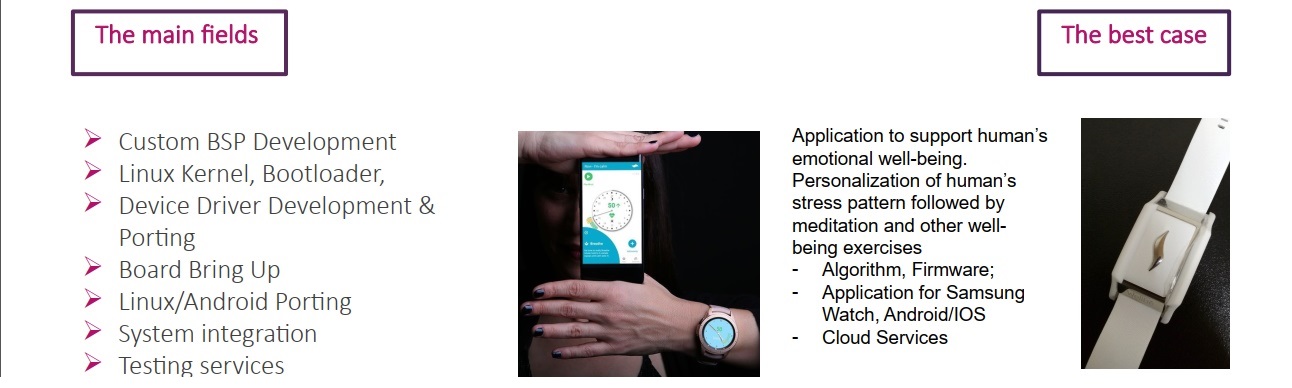 The main fields
The best case
Custom BSP Development
Linux Kernel, Bootloader,
Device Driver Development &
Porting
Board Bring Up
Linux/Android Porting
System integration
Testing services
50
Application to support human's
emotional well-being.
Personalization of human's
stress pattern followed by
meditation and other well-
being exercises
- Algorithm, Firmware;
- Application for Samsung
Watch, Android/IOS
- Cloud Services